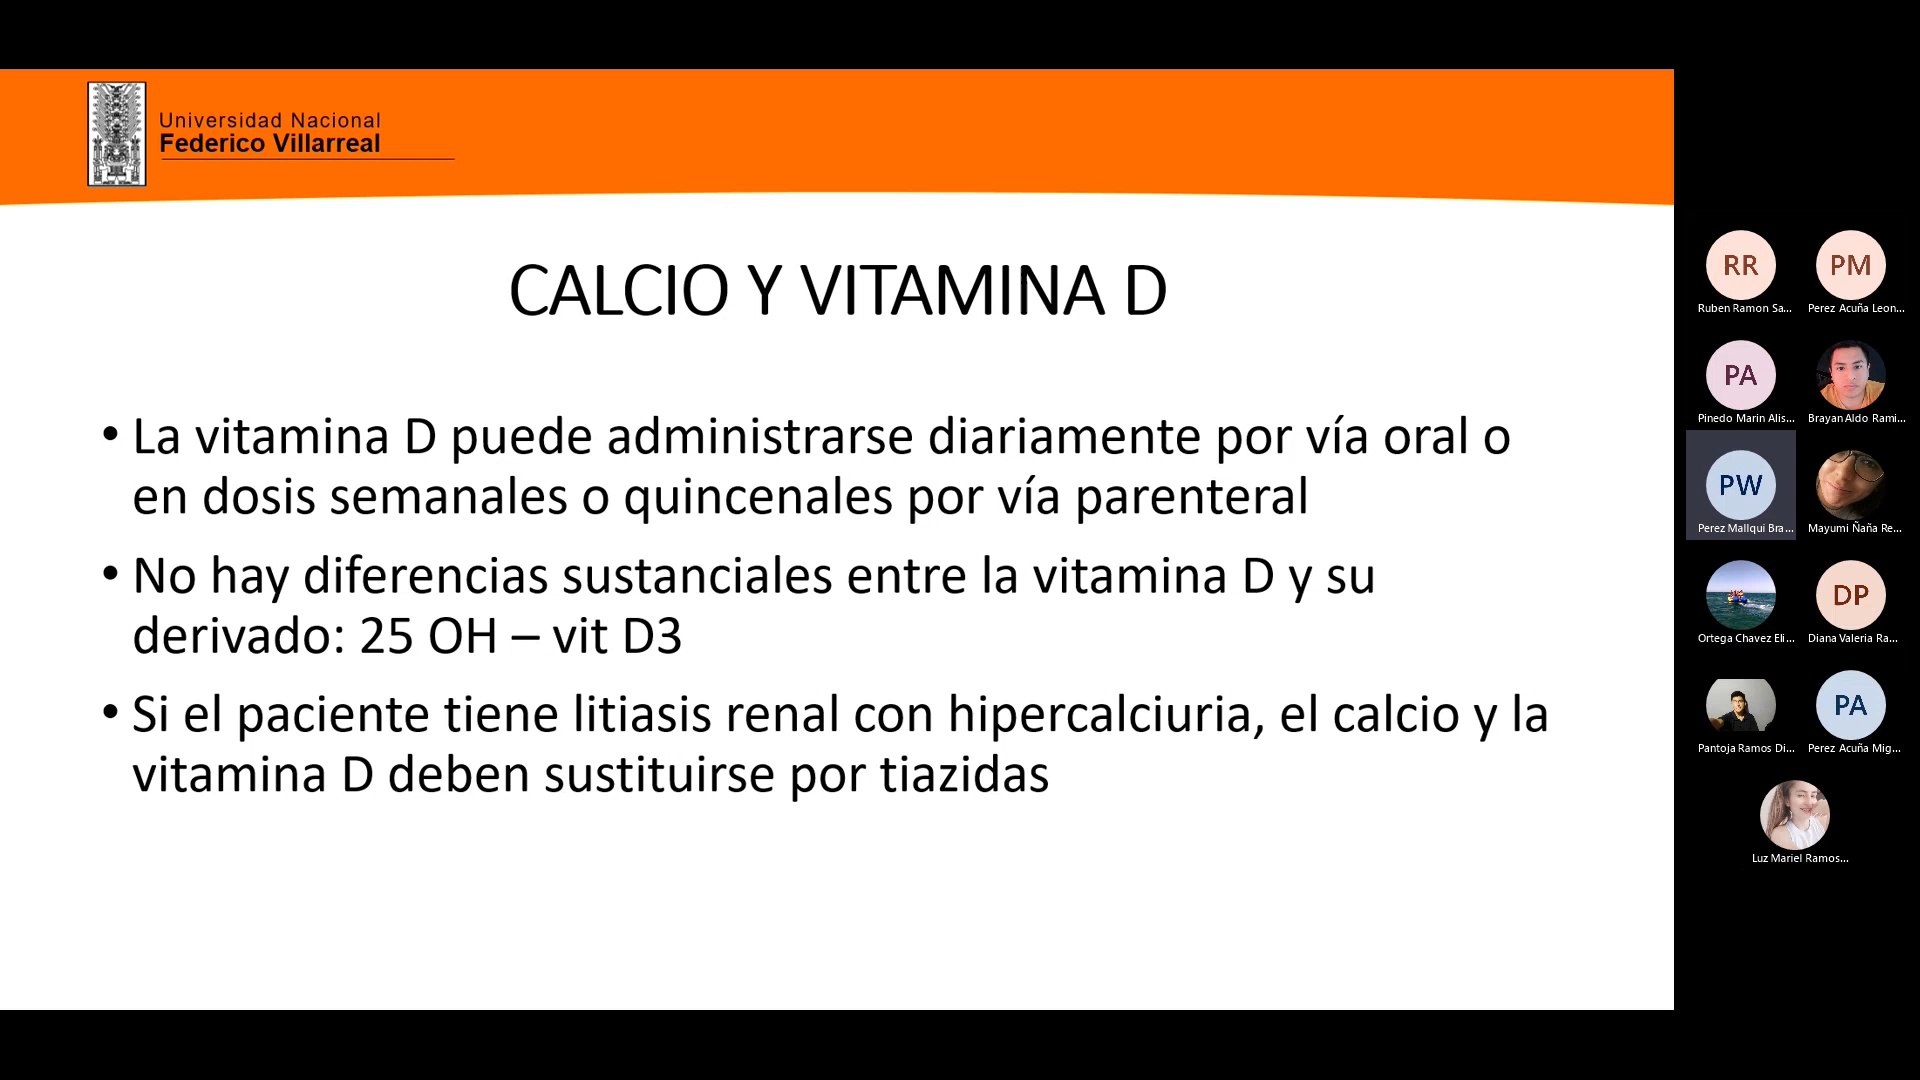 Universidad Nacional
Federico Villarreal
CALCIO Y VITAMINA D
• La vitamina D puede administrarse diariamente por vía oral o
en dosis semanales o quincenales por vía parenteral
• No hay diferencias sustanciales entre la vitamina D y su
derivado: 25 OH – vit D3
• Si el paciente tiene litiasis renal con hipercalciuria, el calcio y la
vitamina D deben sustituirse por tiazidas
RR
PM
Ruben Ramon Sa...
Perez Acuña Leon...
PA
Pinedo Marin Alis...
Brayan Aldo Rami...
PW
Perez Mallqui Bra...
Mayumi Ñaña Re...
DP
Ortega Chavez Eli...
Diana Valeria Ra...
PA
Pantoja Ramos Di...
Perez Acuña Mig...
Luz Mariel Ramos...